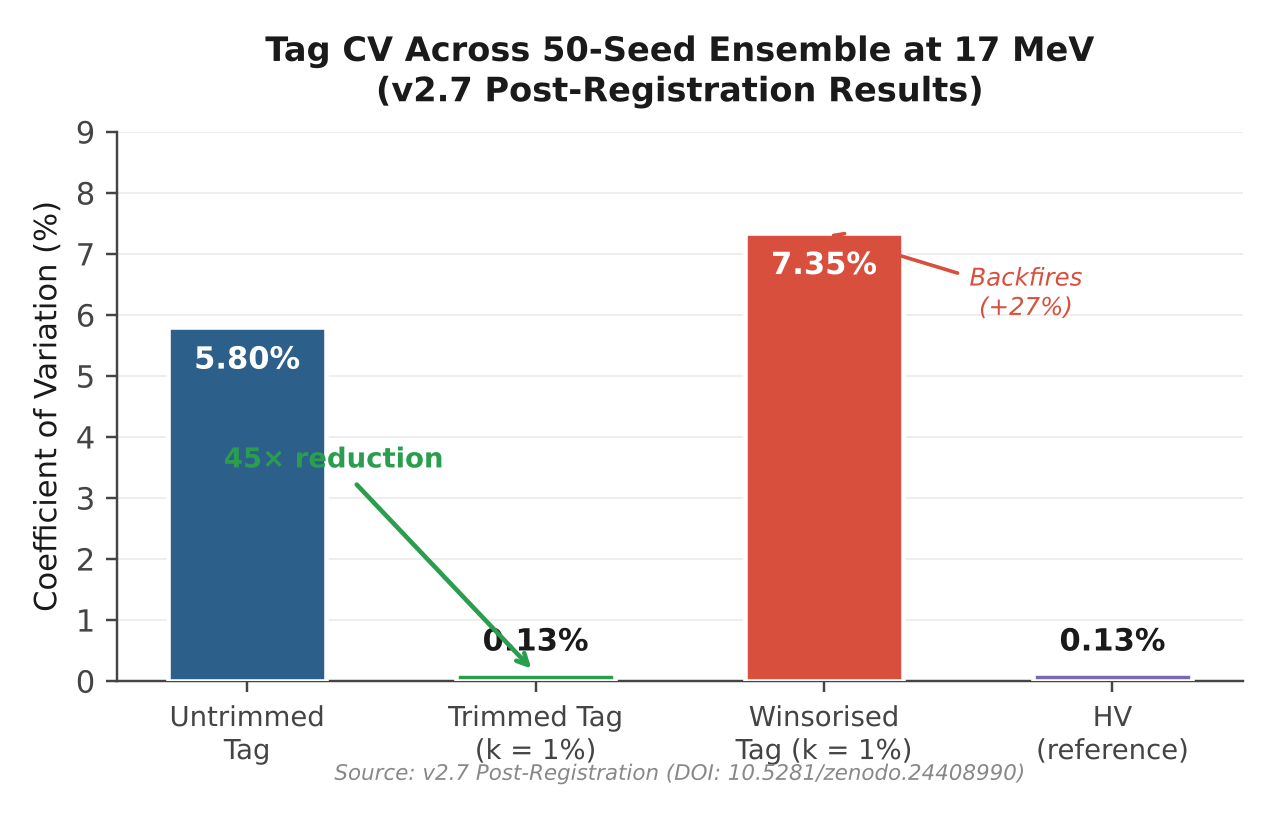 Tag CV Across 50-Seed Ensemble at 17 MeV
(v2.7 Post-Registration Results)
Coefficient of Variation (%)
9
8
7
6
5
4
3
2
1
0
5.80%
45× reduction
0.13%
7.35%
Backfires
(+27%)
0.13%
Untrimmed
Tag
Trimmed Tag
(k = 1%)
Winsorised
Tag (k = 1%)
HV
(reference)
Source: v2.7 Post-Registration (DOI: 10.5281/zenodo.24408990)